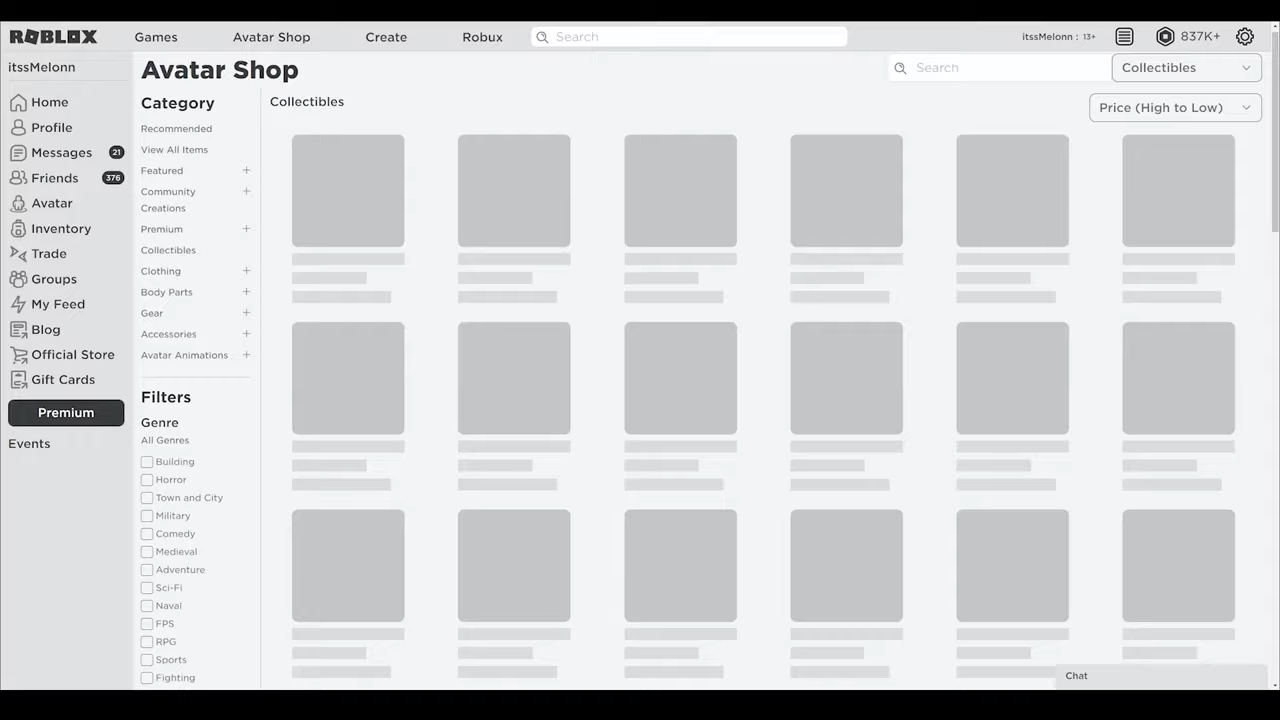 ROBLOX
Games
Avatar Shop
Create
Robux
Search
itssMelonn : 13+
837K+
itssMelonn
Home
Profile
Messages 21
Friends 376
Avatar
Inventory
Trade
Groups
My Feed
Blog
Official Store
Gift Cards
Premium
Events
Avatar Shop
Search
Collectibles
Category
Recommended
View All Items
Featured +
Community +
Creations
Premium +
Collectibles
Clothing +
Body Parts +
Gear +
Accessories +
Avatar Animations +
Filters
Genre
All Genres
Building
Horror
Town and City
Military
Comedy
Medieval
Adventure
Sci-Fi
Naval
FPS
RPG
Sports
Fighting
Collectibles
Price (High to Low)
Chat